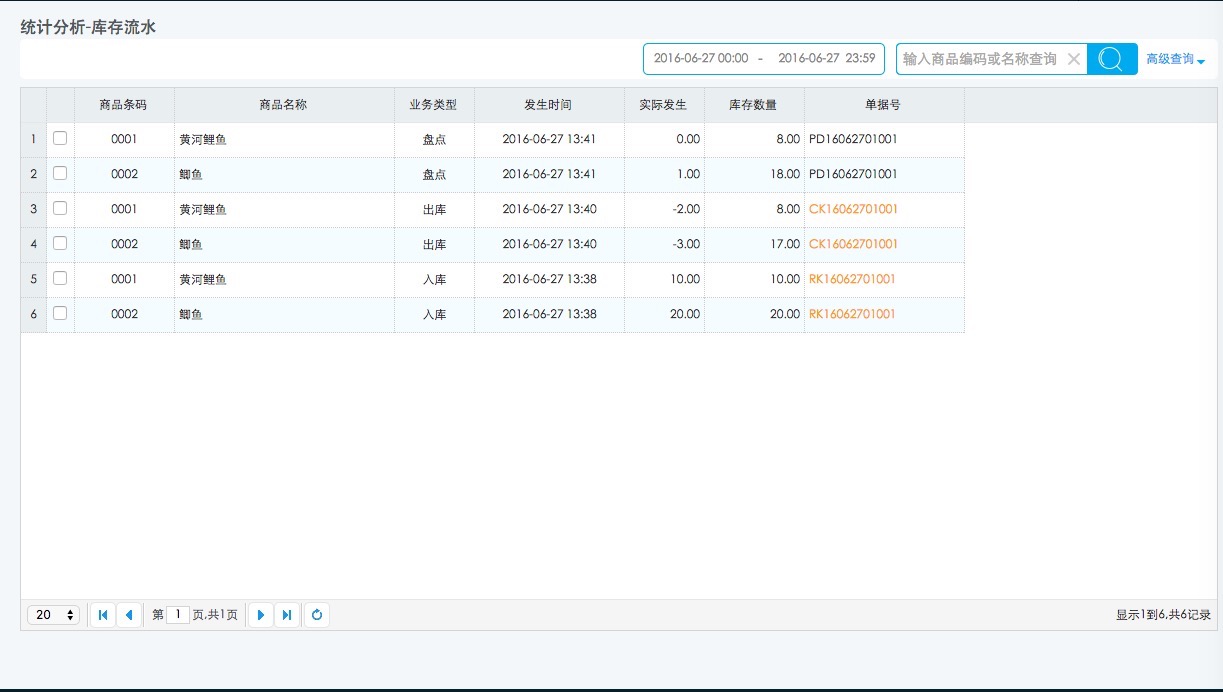 统计分析-库存流水
2016-06-27 00:00 - 2016-06-27 23:59 输入商品编码或名称查询 高级查询
商品条码 商品名称 业务类型 发生时间 实际发生 库存数量 单据号
1 0001 黄河鲤鱼 盘点 2016-06-27 13:41 0.00 8.00 PD16062701001
2 0002 鲫鱼 盘点 2016-06-27 13:41 1.00 18.00 PD16062701001
3 0001 黄河鲤鱼 出库 2016-06-27 13:40 -2.00 8.00 CK16062701001
4 0002 鲫鱼 出库 2016-06-27 13:40 -3.00 17.00 CK16062701001
5 0001 黄河鲤鱼 入库 2016-06-27 13:38 10.00 10.00 RK16062701001
6 0002 鲫鱼 入库 2016-06-27 13:38 20.00 20.00 RK16062701001
20 第 1 页,共1页 显示1到6,共6记录